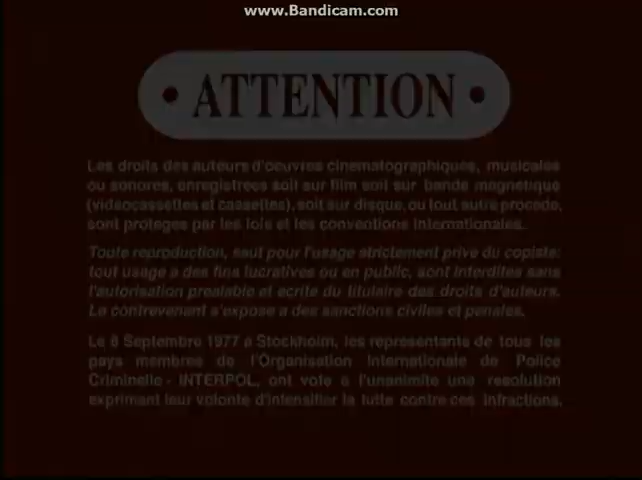 www.Bandicam.com
• ATTENTION •
Les droits des auteurs d'oeuvres cinematographiques, musicales
ou sonores, enregistrees soit sur film soit sur bande magnetique
(videocassettes et cassettes), soit sur disque, ou tout autre procede,
sont proteges par les lois et les conventions internationales.
Toute reproduction, sauf pour l'usage strictement prive du copiste;
tout usage a des fins lucratives ou en public, sont interdites sans
l'autorisation prealable et ecrite du titulaire des droits d'auteurs.
Le contrevenant s'expose a des sanctions civiles et penales.
Le 8 Septembre 1977 a Stockholm, les representants de tous les
pays membres de l'Organisation Internationale de Police
Criminelle - INTERPOL, ont vote a l'unanimite une resolution
exprimant leur volonte d'intensifier la lutte contre ces infractions.